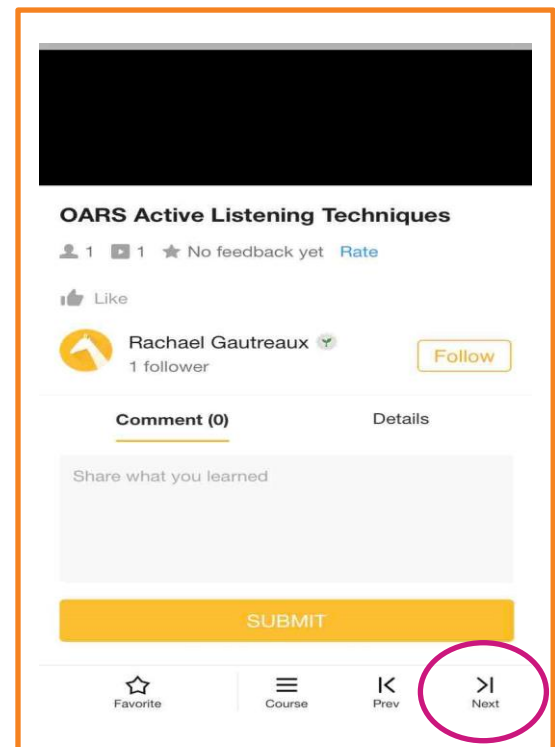 OARS Active Listening Techniques
1 1 No feedback yet Rate
Like
Rachael Gautreaux
1 follower
Follow
Comment (0) Details
Share what you learned
SUBMIT
Favorite Course Prev Next